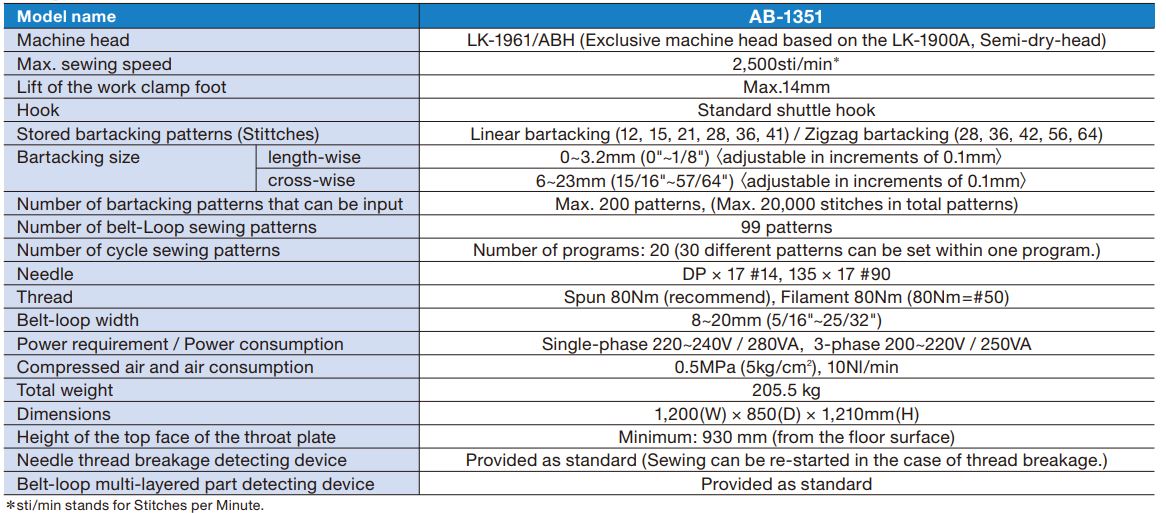 Model name AB-1351
Machine head LK-1961/ABH (Exclusive machine head based on the LK-1900A, Semi-dry-head)
Max. sewing speed 2,500sti/min*
Lift of the work clamp foot Max.14mm
Hook Standard shuttle hook
Stored bartacking patterns (Stittches) Linear bartacking (12, 15, 21, 28, 36, 41) / Zigzag bartacking (28, 36, 42, 56, 64)
Bartacking size length-wise 0~3.2mm (0"~1/8") 〈adjustable in increments of 0.1mm〉
cross-wise 6~23mm (15/16"~57/64") 〈adjustable in increments of 0.1mm〉
Number of bartacking patterns that can be input Max. 200 patterns, (Max. 20,000 stitches in total patterns)
Number of belt-Loop sewing patterns 99 patterns
Number of cycle sewing patterns Number of programs: 20 (30 different patterns can be set within one program.)
Needle DP × 17 #14, 135 × 17 #90
Thread Spun 80Nm (recommend), Filament 80Nm (80Nm=#50)
Belt-loop width 8~20mm (5/16"~25/32")
Power requirement / Power consumption Single-phase 220~240V / 280VA, 3-phase 200~220V / 250VA
Compressed air and air consumption 0.5MPa (5kg/cm²), 10Nl/min
Total weight 205.5 kg
Dimensions 1,200(W) × 850(D) × 1,210mm(H)
Height of the top face of the throat plate Minimum: 930 mm (from the floor surface)
Needle thread breakage detecting device Provided as standard (Sewing can be re-started in the case of thread breakage.)
Belt-loop multi-layered part detecting device Provided as standard
*sti/min stands for Stitches per Minute.